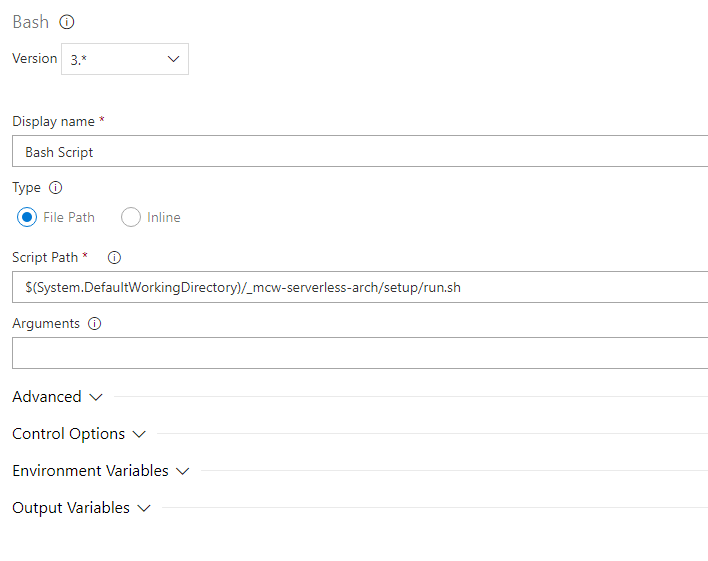 Bash
Version 3.*
Display name *
Bash Script
Type
File Path Inline
Script Path *
$(System.DefaultWorkingDirectory)/_mcw-serverless-arch/setup/run.sh
Arguments
Advanced
Control Options
Environment Variables
Output Variables